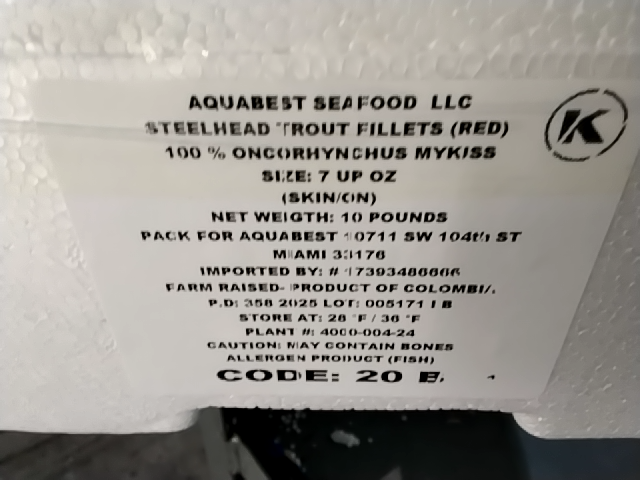 AQUABEST SEAFOOD LLC
STEELHEAD TROUT FILLETS (RED)
K
100 % ONCORHYNCHUS MYKISS
SIZE: 7 UP OZ
(SKIN/ON)
NET WEIGTH: 10 POUNDS
PACK FOR AQUABEST 10711 SW 104th ST
MIAMI 33176
IMPORTED BY: # 17393486666
FARM RAISED- PRODUCT OF COLOMBIA.
P.D: 358 2025 LOT: 005171 I B
STORE AT: 28 °F / 36 °F
PLANT #: 4000-004-24
CAUTION: MAY CONTAIN BONES
ALLERGEN PRODUCT (FISH)
CODE: 20 E.